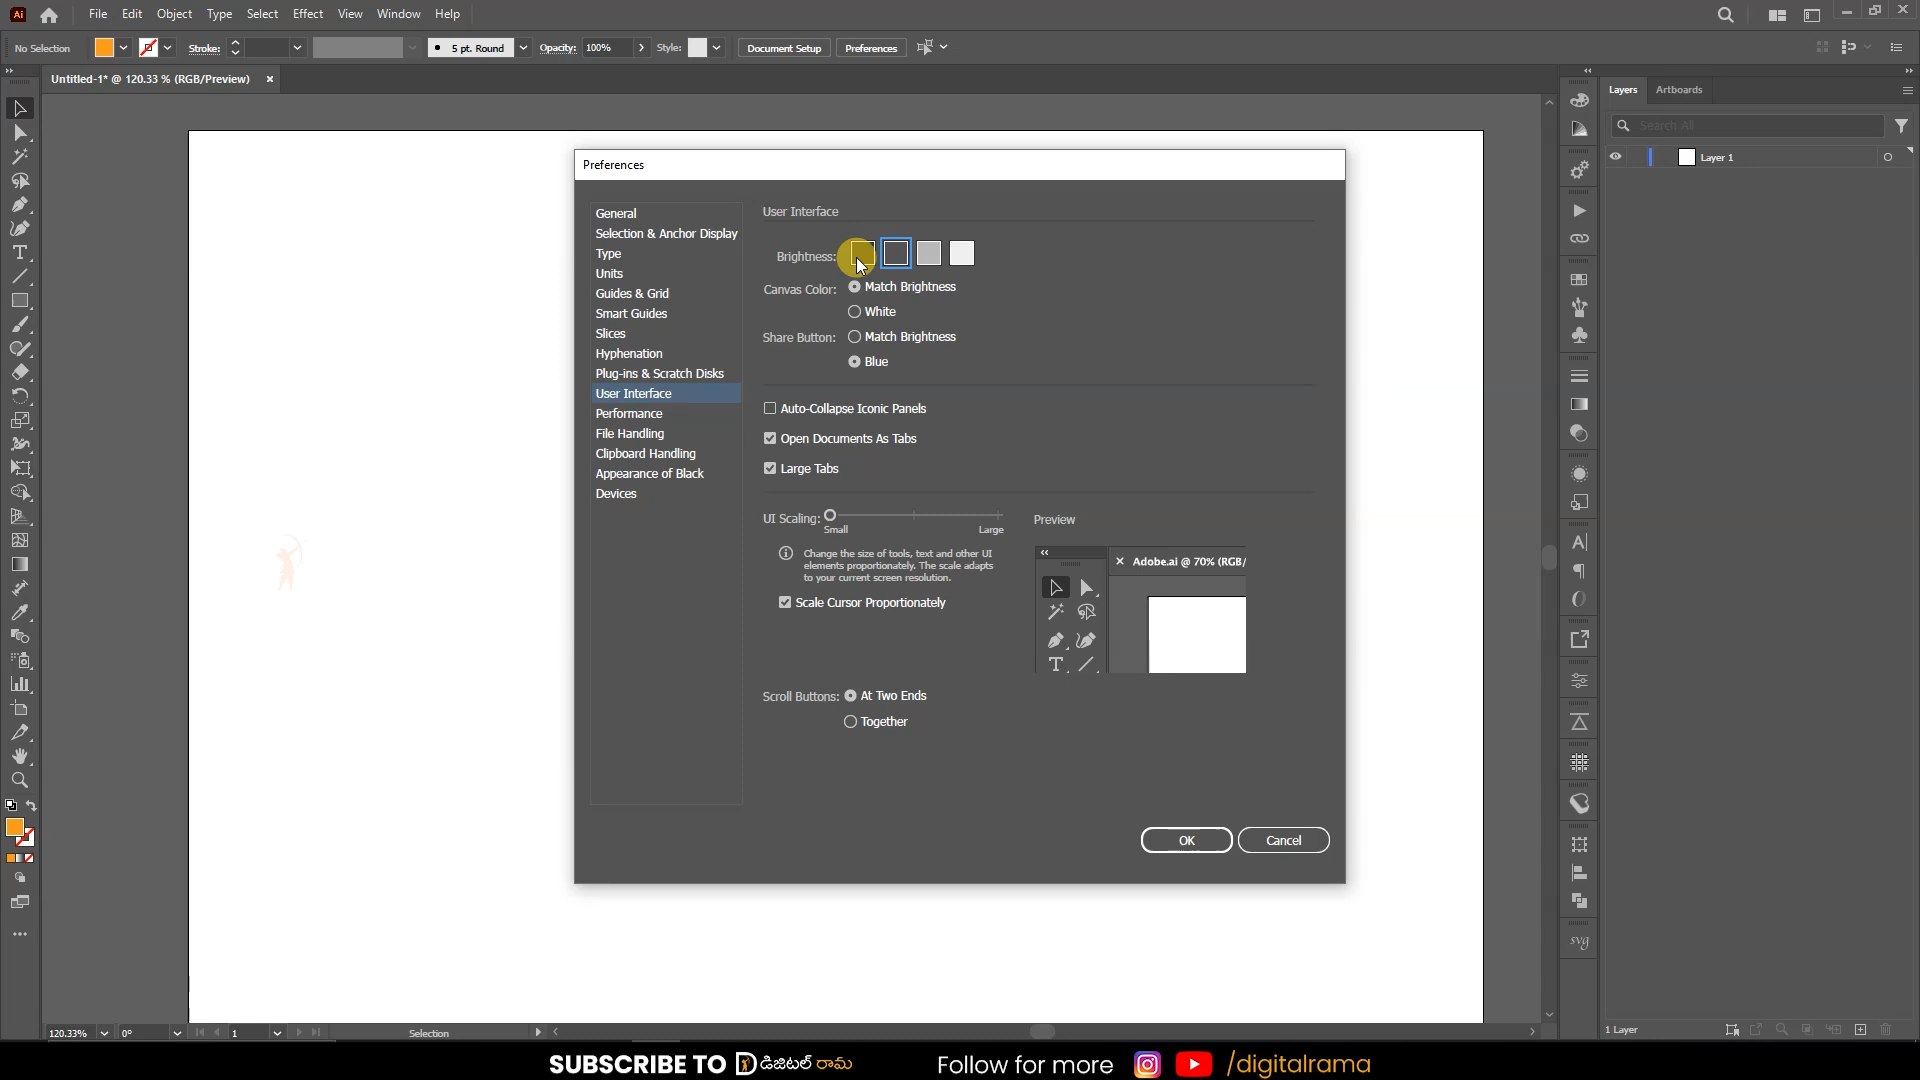 Ai File Edit Object Type Select Effect View Window Help
No Selection Stroke: 5 pt. Round Opacity: 100% Style: Document Setup Preferences
Untitled-1* @ 120.33 % (RGB/Preview) ×
Layers Artboards
Search All
Layer 1
Preferences
General
Selection & Anchor Display
Type
Units
Guides & Grid
Smart Guides
Slices
Hyphenation
Plug-ins & Scratch Disks
User Interface
Performance
File Handling
Clipboard Handling
Appearance of Black
Devices
User Interface
Brightness:
Canvas Color: Match Brightness
White
Share Button: Match Brightness
Blue
Auto-Collapse Iconic Panels
Open Documents As Tabs
Large Tabs
UI Scaling:
Small Large
Change the size of tools, text and other UI
elements proportionately. The scale adapts
to your current screen resolution.
Scale Cursor Proportionately
Preview
× Adobe.ai @ 70% (RGB/
Scroll Buttons: At Two Ends
Together
OK Cancel
svg
120.33% 0° 1 Selection
1 Layer
SUBSCRIBE TO డిజిటల్ రామ Follow for more /digitalrama